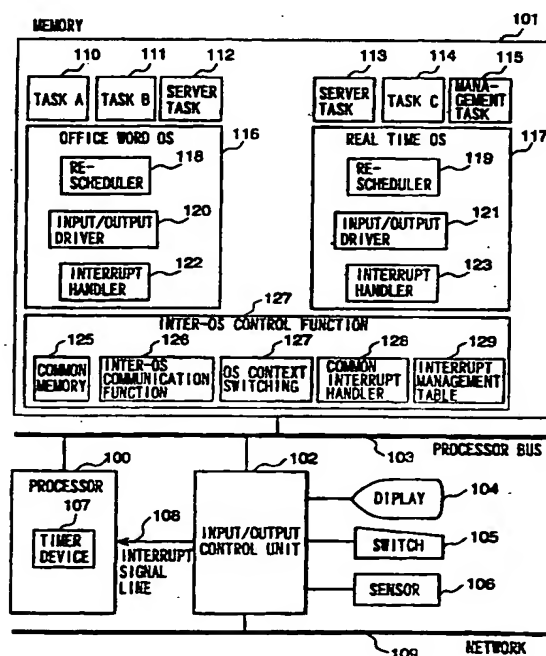 MEMORY
101
110 111 112 113 114 115
TASK A
TASK B
SERVER
TASK
SERVER
TASK
TASK C
MANA-
GEMENT
TASK
OFFICE WORD OS
116
118
RE-
SCHEDULER
120
INPUT/OUTPUT
DRIVER
122
INTERRUPT
HANDLER
REAL TIME OS
117
119
RE-
SCHEDULER
121
INPUT/OUTPUT
DRIVER
123
INTERRUPT
HANDLER
127
INTER-OS CONTROL FUNCTION
125 126 127 128 129
COMMON
MEMORY
INTER-OS
COMMUNICATION
FUNCTION
OS CONTEXT
SWITCHING
COMMON
INTERRUPT
HANDLER
INTERRUPT
MANAGEMENT
TABLE
103
PROCESSOR BUS
100
PROCESSOR
107
TIMER
DEVICE
108
INTERRUPT
SIGNAL
LINE
102
INPUT/OUTPUT
CONTROL UNIT
DIPLAY
104
SWITCH
105
SENSOR
106
NETWORK
109